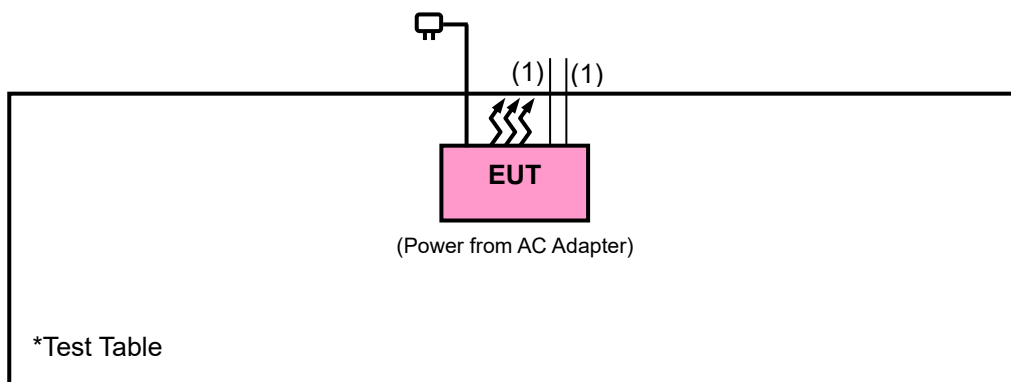 (1) (1)
EUT
(Power from AC Adapter)
*Test Table